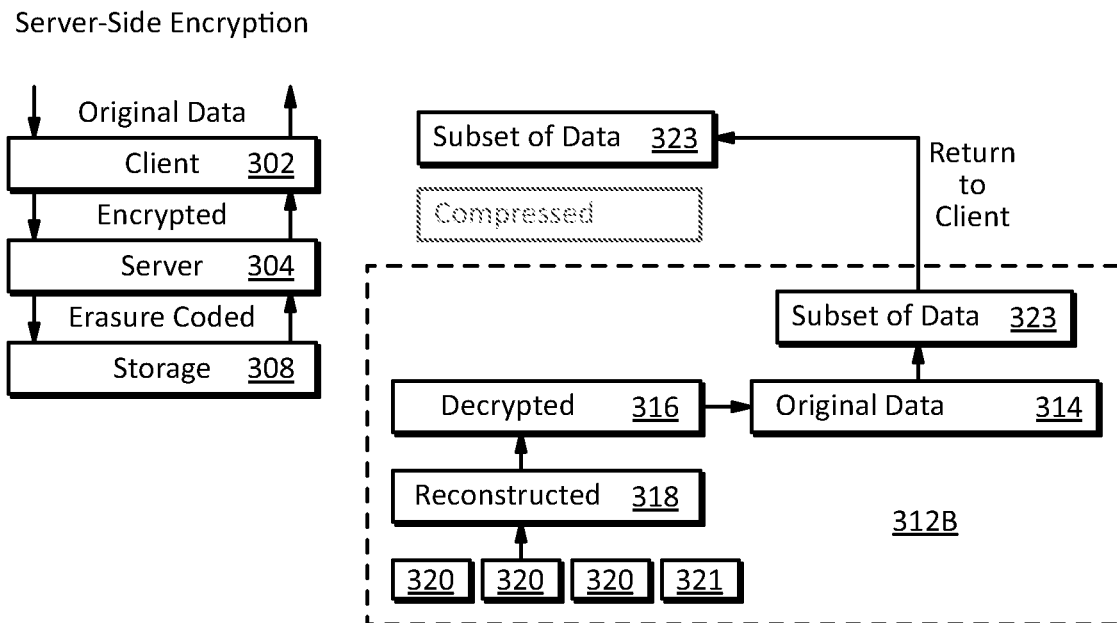 Server-Side Encryption
Original Data
Client 302
Encrypted
Server 304
Erasure Coded
Storage 308
Subset of Data 323
Compressed
Return
to
Client
Subset of Data 323
Decrypted 316
Original Data 314
Reconstructed 318
312B
320 320 320 321